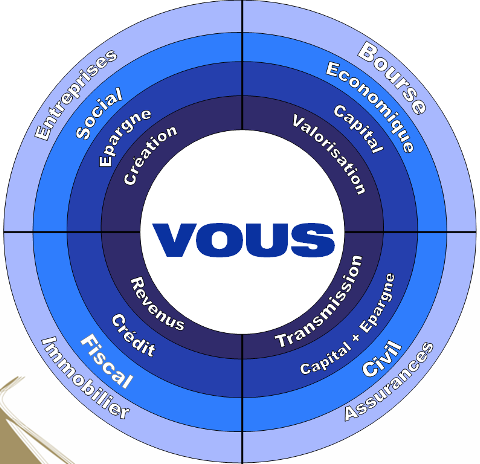 Entreprises
Social
Epargne
Création
Bourse
Economique
Capital
Valorisation
VOUS
Revenus
Crédit
Fiscal
Immobilier
Transmission
Capital + Epargne
Civil
Assurances